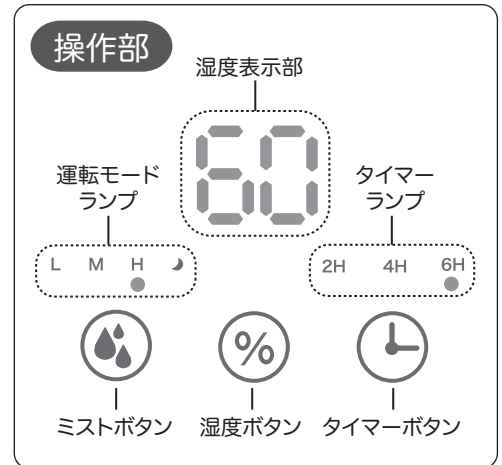 操作部
湿度表示部
60
運転モード
ランプ
タイマー
ランプ
L M H
2H 4H 6H
%
ミストボタン 湿度ボタン タイマーボタン